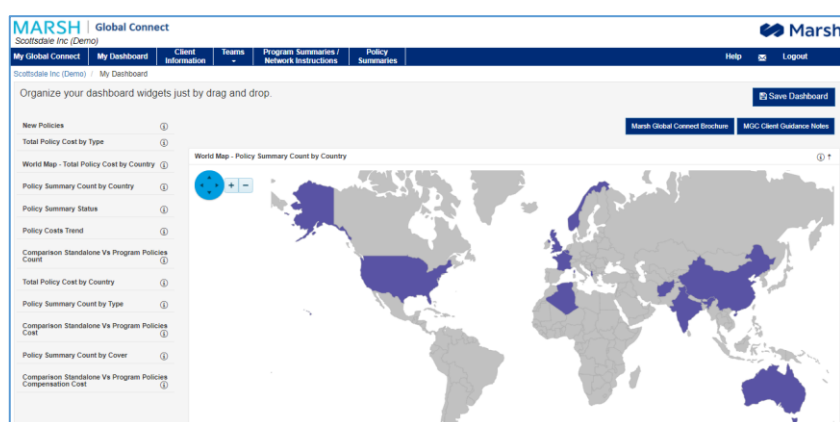 MARSH | Global Connect
Scottsdale Inc (Demo)
Marsh
My Global Connect
My Dashboard
Client
Information
Teams
Program Summaries /
Network Instructions
Policy
Summaries
Help
Logout
Scottsdale Inc (Demo) / My Dashboard
Organize your dashboard widgets just by drag and drop.
Save Dashboard
Marsh Global Connect Brochure
MGC Client Guidance Notes
New Policies
Total Policy Cost by Type
World Map - Total Policy Cost by Country
Policy Summary Count by Country
Policy Summary Status
Policy Costs Trend
Comparison Standalone Vs Program Policies
Count
Total Policy Cost by Country
Policy Summary Count by Type
Comparison Standalone Vs Program Policies
Cost
Policy Summary Count by Cover
Comparison Standalone Vs Program Policies
Compensation Cost
World Map - Policy Summary Count by Country